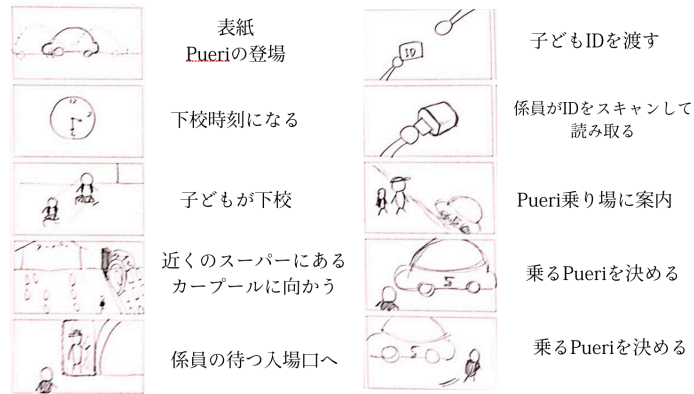 表紙
Pueriの登場
下校時刻になる
子どもが下校
近くのスーパーにある
カープールに向かう
係員の待つ入場口へ
子どもIDを渡す
ID
係員がIDをスキャンして
読み取る
Pueri乗り場に案内
乗るPueriを決める
5
乗るPueriを決める
5